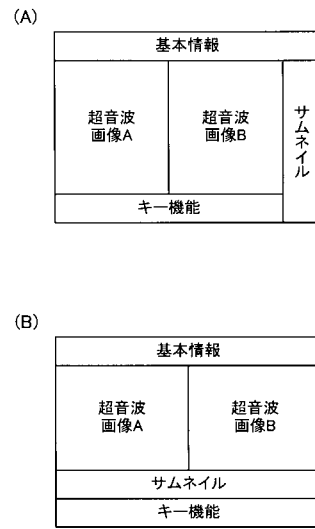 (A)
基本情報
超音波
画像A
超音波
画像B
サムネイル
キー機能
(B)
基本情報
超音波
画像A
超音波
画像B
サムネイル
キー機能